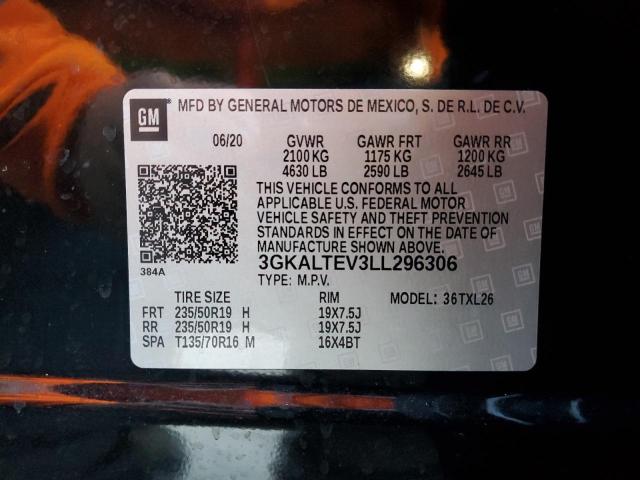 GM MFD BY GENERAL MOTORS DE MEXICO, S. DE R.L. DE C.V.
06/20 GVWR GAWR FRT GAWR RR
2100 KG 1175 KG 1200 KG
4630 LB 2590 LB 2645 LB
THIS VEHICLE CONFORMS TO ALL
APPLICABLE U.S. FEDERAL MOTOR
VEHICLE SAFETY AND THEFT PREVENTION
STANDARDS IN EFFECT ON THE DATE OF
MANUFACTURE SHOWN ABOVE.
384A
3GKALTEV3LL296306
TYPE: M.P.V.
TIRE SIZE RIM MODEL: 36TXL26
FRT 235/50R19 H 19X7.5J
RR 235/50R19 H 19X7.5J
SPA T135/70R16 M 16X4BT